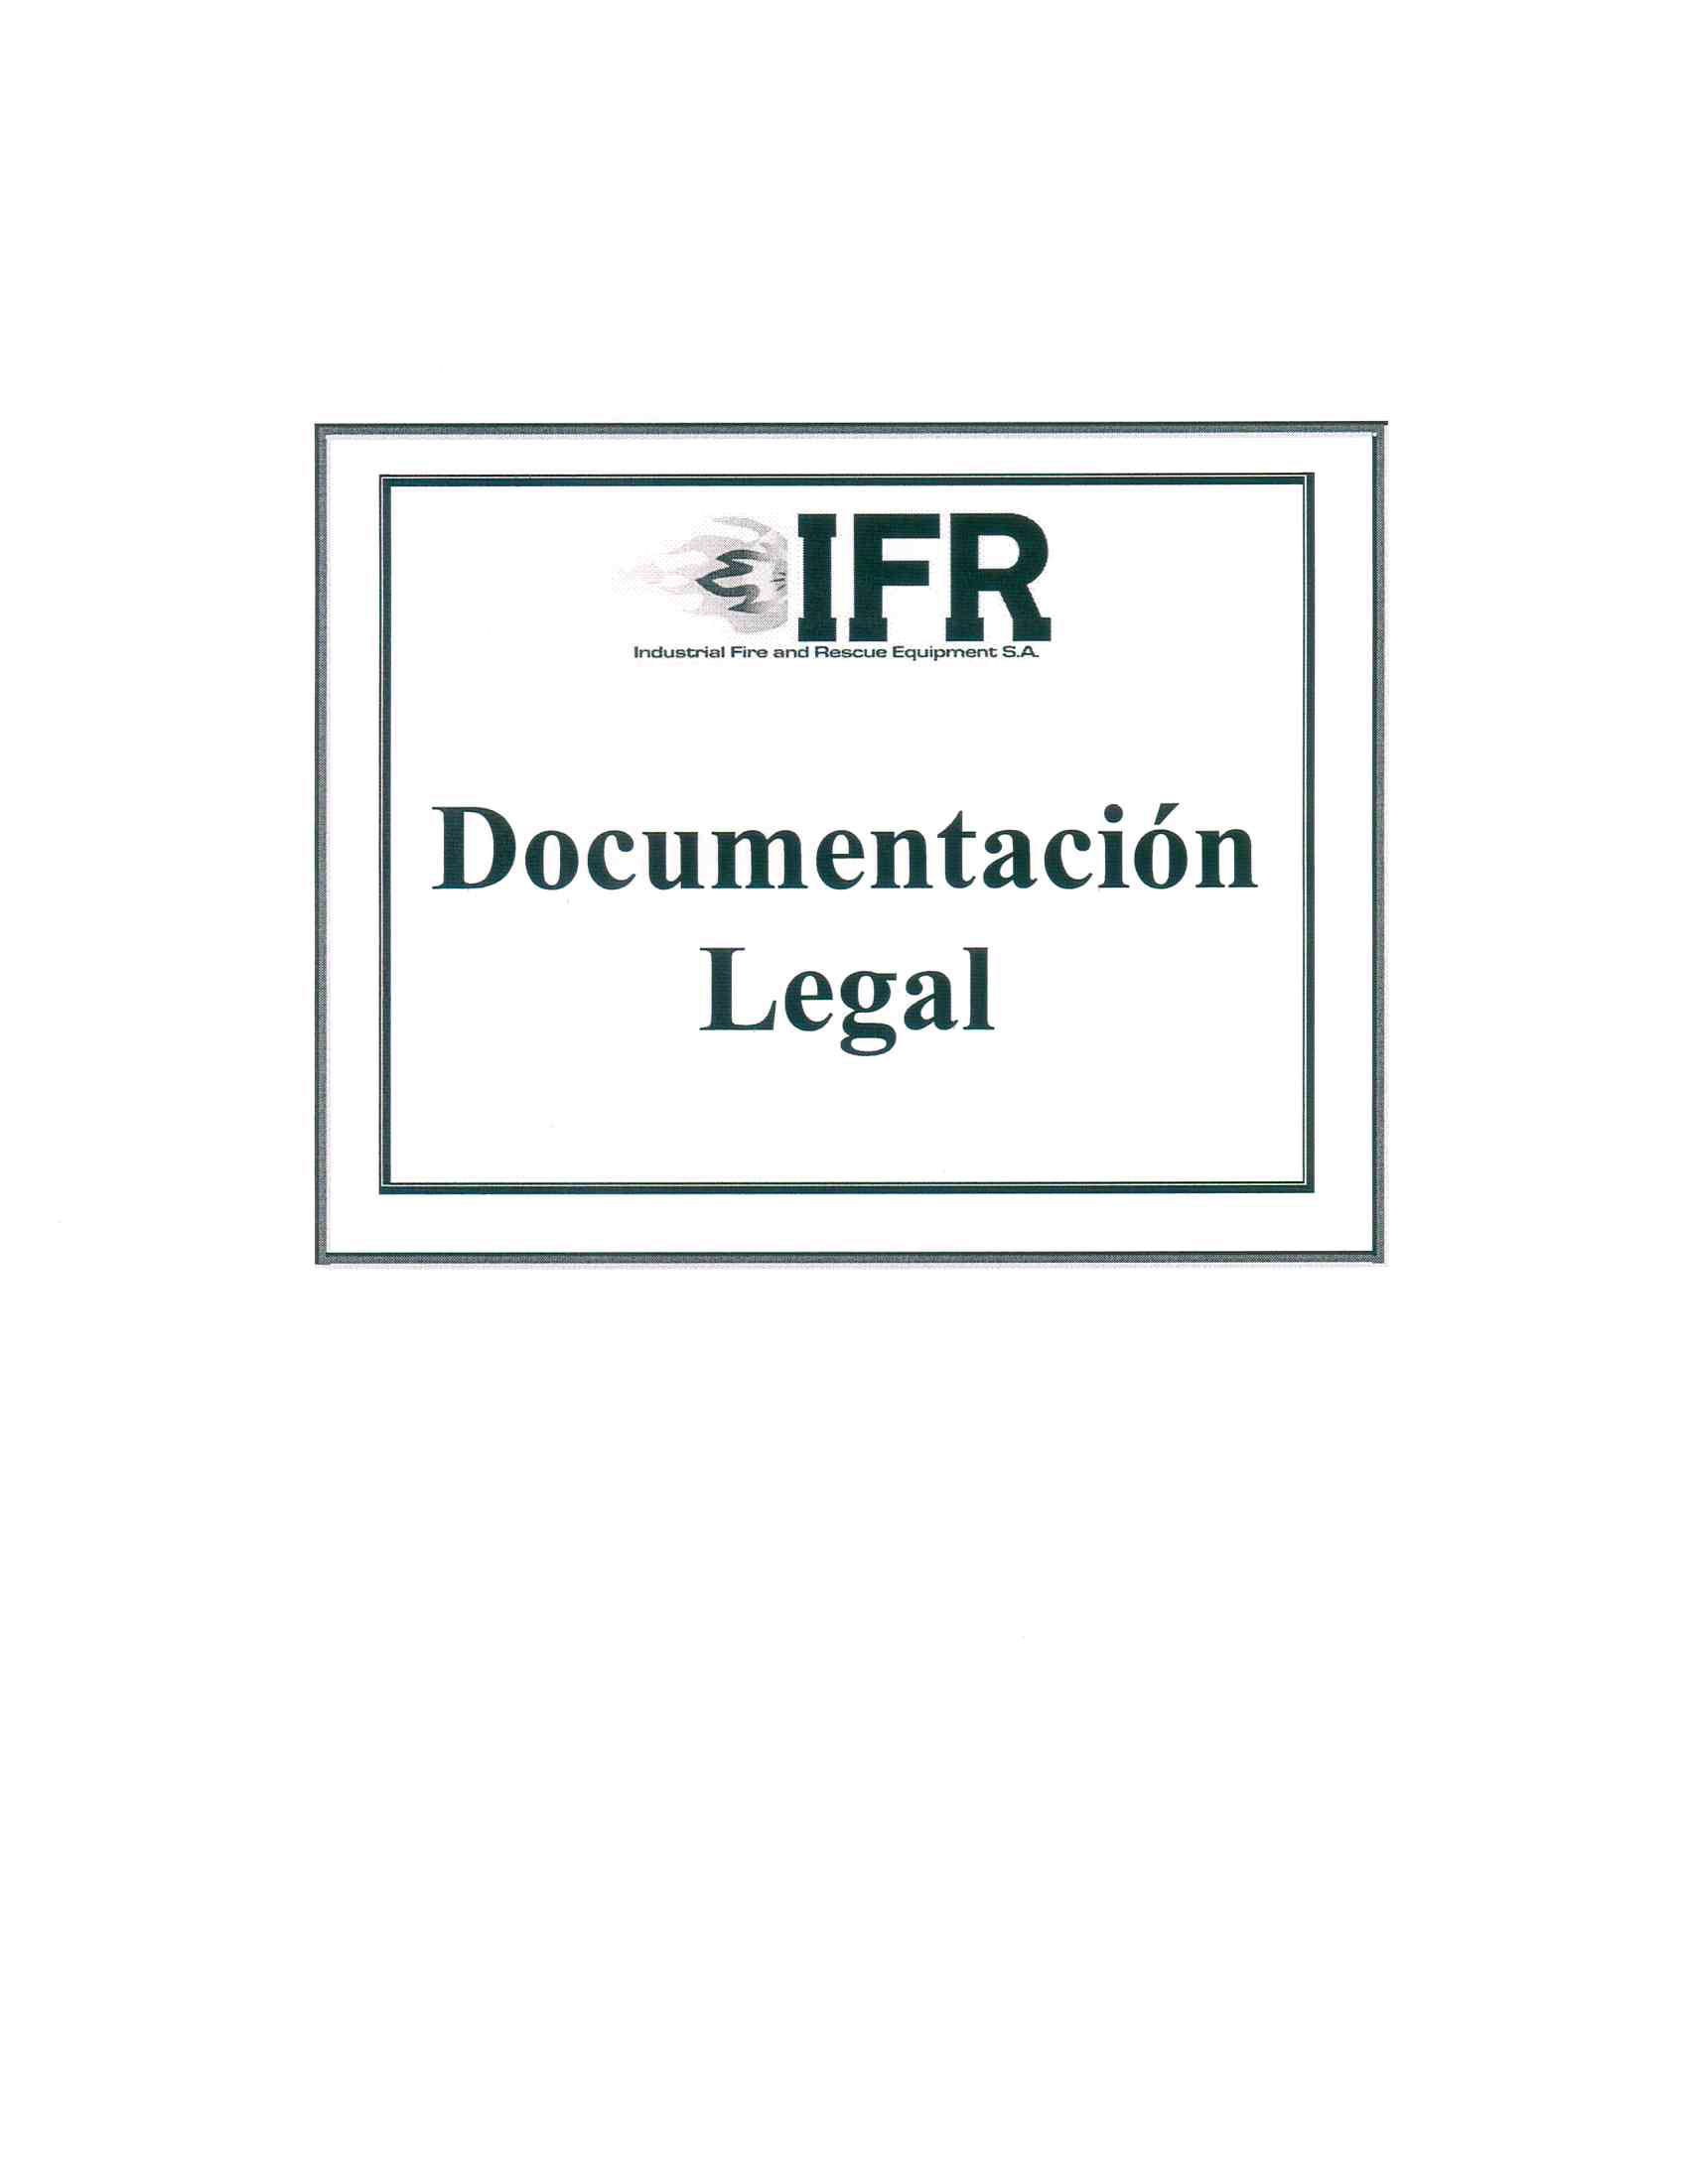 IFR
Industrial Fire and Rescue Equipment S.A.
Documentación
Legal